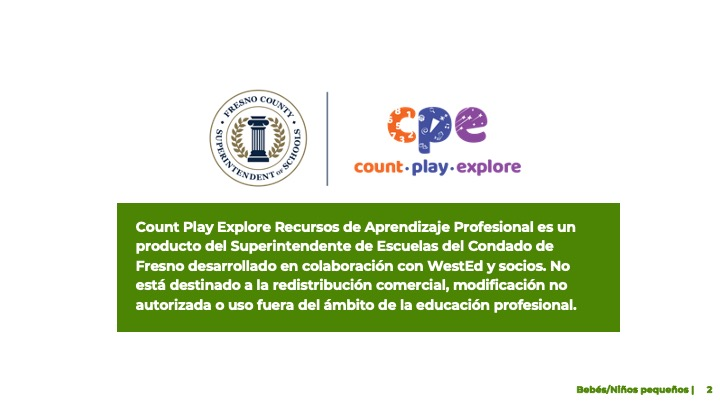 FRESNO COUNTY
SUPERINTENDENT OF SCHOOLS
cpe
count • play • explore
Count Play Explore Recursos de Aprendizaje Profesional es un
producto del Superintendente de Escuelas del Condado de
Fresno desarrollado en colaboración con WestEd y socios. No
está destinado a la redistribución comercial, modificación no
autorizada o uso fuera del ámbito de la educación profesional.
Bebés/Niños pequeños | 2